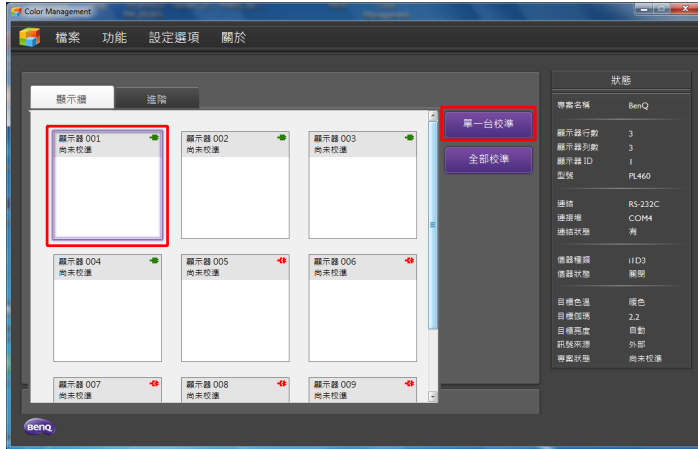 Color Management
檔案 功能 設定選項 關於
顯示牆 進階
顯示器 001
尚未校準
顯示器 002
尚未校準
顯示器 003
尚未校準
顯示器 004
尚未校準
顯示器 005
尚未校準
顯示器 006
尚未校準
顯示器 007
尚未校準
顯示器 008
尚未校準
顯示器 009
尚未校準
單一台校準
全部校準
狀態
專案名稱 BenQ
顯示器行數 3
顯示器列數 3
顯示器 ID 1
型號 PL460
連結 RS-232C
連接埠 COM4
連結狀態 有
儀器種類 i1D3
儀器狀態 關閉
目標色溫 暖色
目標伽瑪 2.2
目標亮度 自動
訊號來源 外部
專案狀態 尚未校準
BenQ